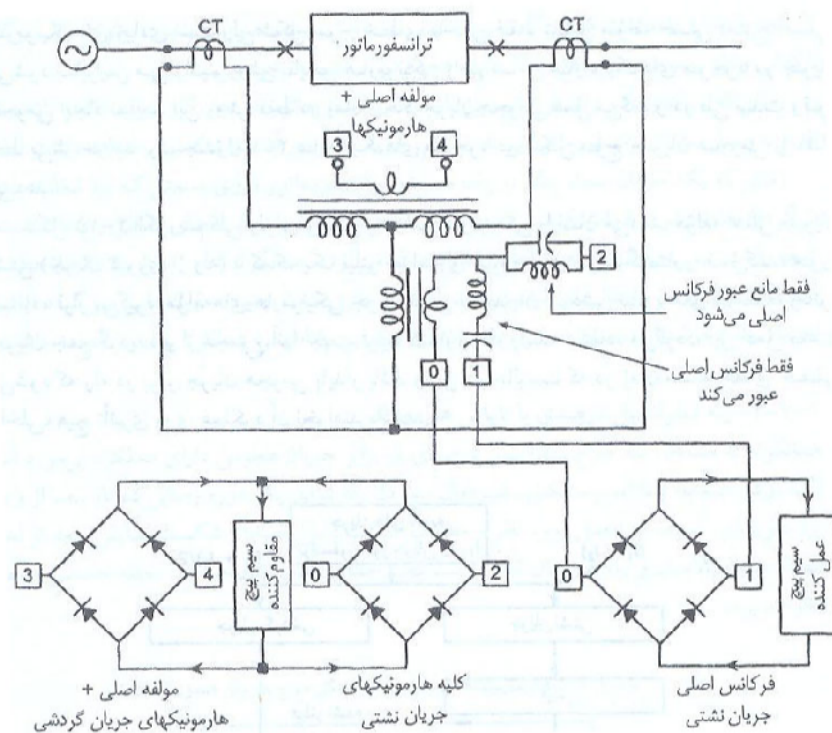 CT
CT
ترانسفورماتور
مولفه اصلی +
هارمونیکها
3
4
2
فقط مانع عبور فرکانس
اصلی می‌شود
0
1
فقط فرکانس اصلی
عبور می‌کند
3
4
سیم پیچ
مقاوم کننده
0
2
0
1
سیم پیچ
عمل کننده
مولفه اصلی +
هارمونیکهای جریان گردشی
کلیه هارمونیکهای
جریان نشتی
فرکانس اصلی
جریان نشتی